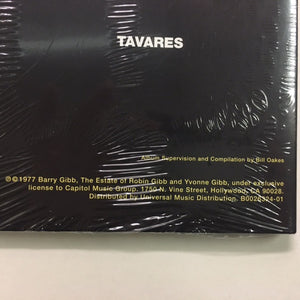 TAVARES
Album Supervision and Compilation by Bill Oakes
℗©1977 Barry Gibb, The Estate of Robin Gibb and Yvonne Gibb, under exclusive
license to Capitol Music Group. 1750 N. Vine Street, Hollywood, CA 90028.
Distributed by Universal Music Distribution. B0026324-01